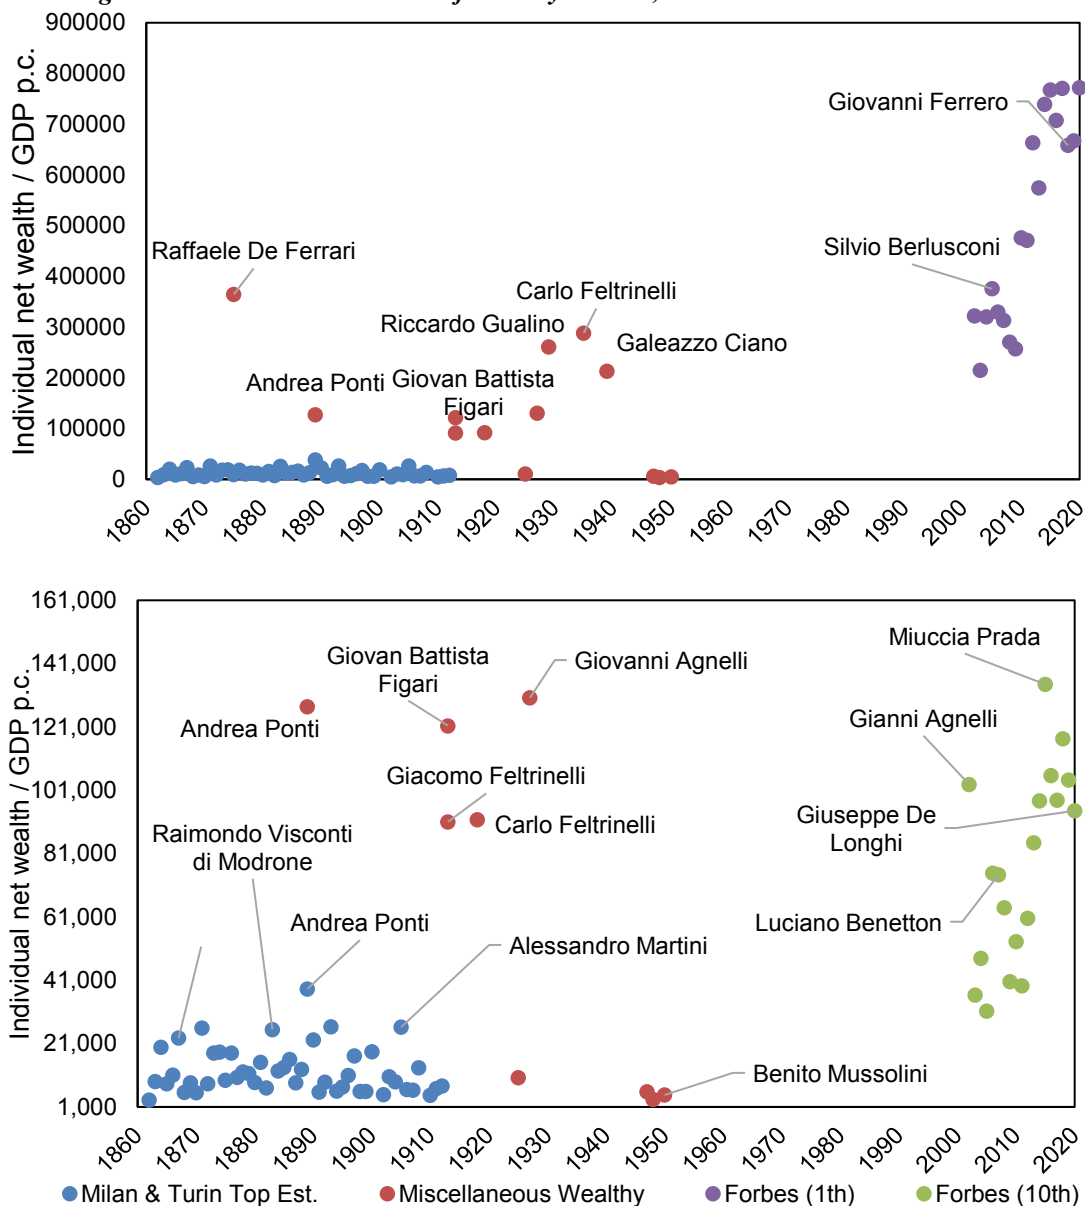 900000
800000
700000
600000
500000
400000
300000
200000
100000
0
Individual net wealth / GDP p.c.
Giovanni Ferrero
Raffaele De Ferrari
Silvio Berlusconi
Carlo Feltrinelli
Riccardo Gualino
Galeazzo Ciano
Andrea Ponti
Giovan Battista
Figari
1860
1870
1880
1890
1900
1910
1920
1930
1940
1950
1960
1970
1980
1990
2000
2010
2020
161,000
141,000
121,000
101,000
81,000
61,000
41,000
21,000
1,000
Individual net wealth / GDP p.c.
Miuccia Prada
Giovan Battista
Figari
Giovanni Agnelli
Gianni Agnelli
Andrea Ponti
Giacomo Feltrinelli
Carlo Feltrinelli
Giuseppe De
Longhi
Raimondo Visconti
di Modrone
Andrea Ponti
Luciano Benetton
Alessandro Martini
Benito Mussolini
1860
1870
1880
1890
1900
1910
1920
1930
1940
1950
1960
1970
1980
1990
2000
2010
2020
Milan & Turin Top Est.
Miscellaneous Wealthy
Forbes (1th)
Forbes (10th)